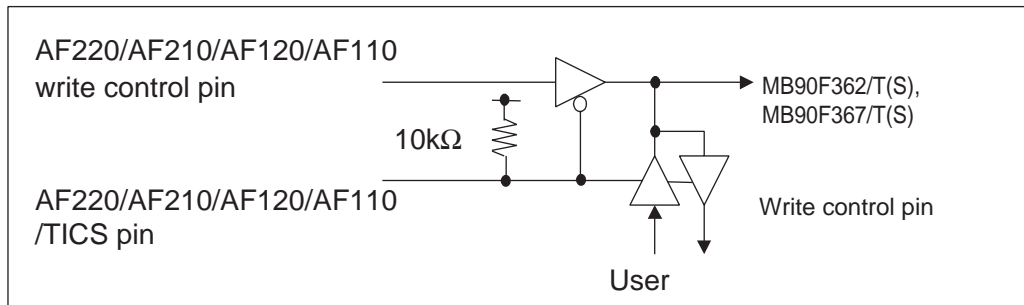 AF220/AF210/AF120/AF110
write control pin
10kΩ
AF220/AF210/AF120/AF110
/TICS pin
MB90F362/T(S),
MB90F367/T(S)
Write control pin
User